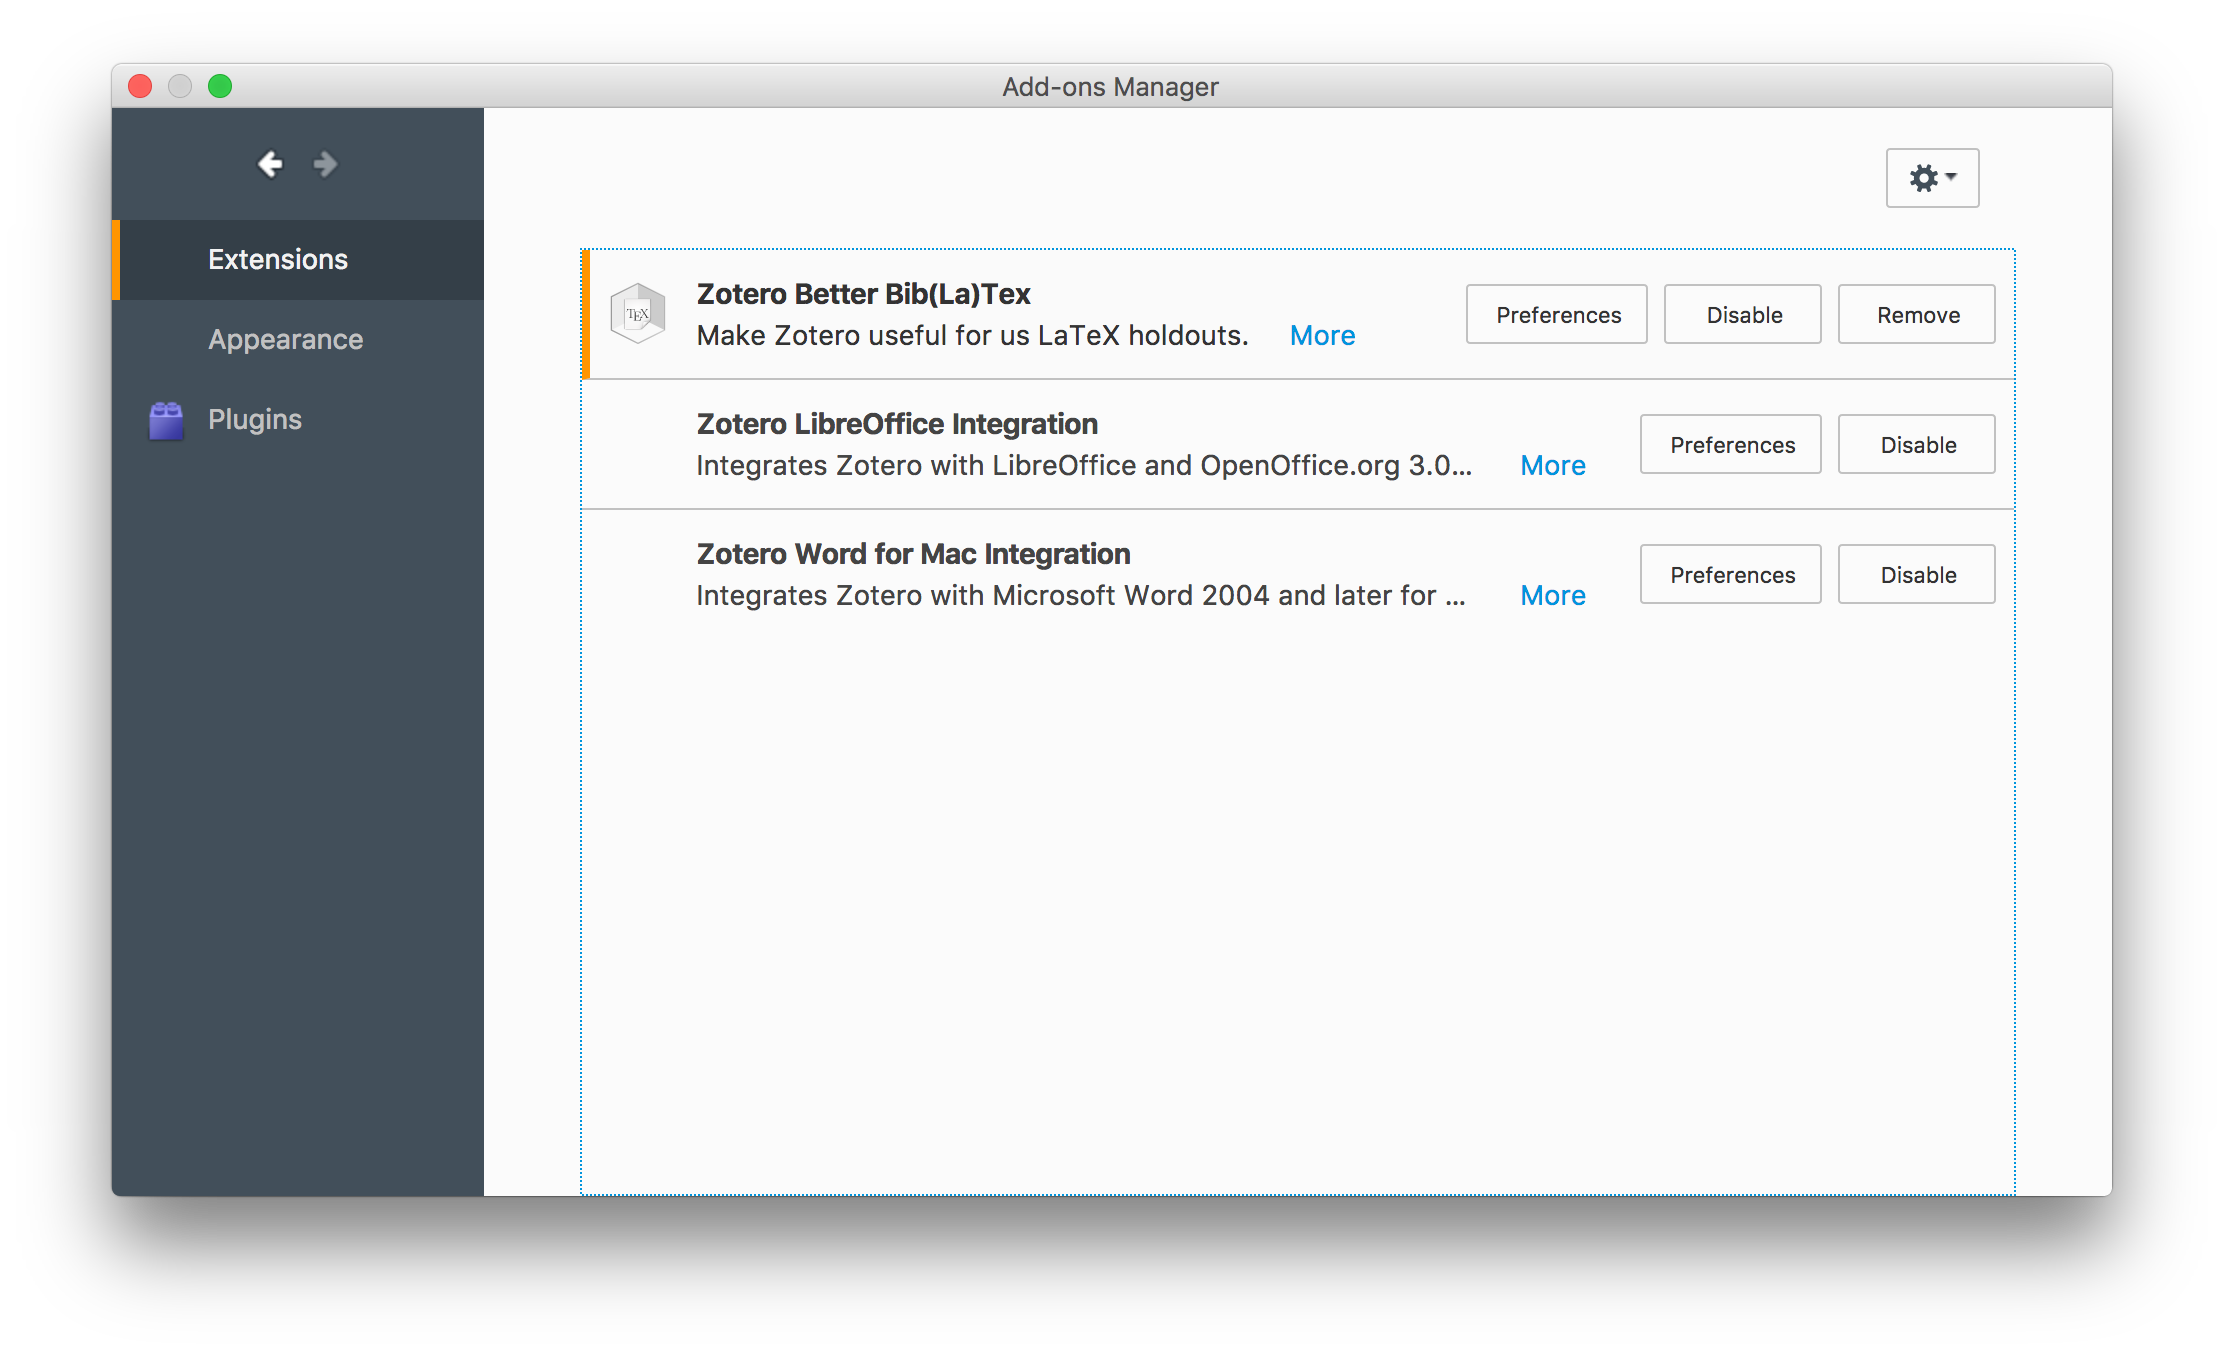 Add-ons Manager
Extensions
Appearance
Plugins
TEX
Zotero Better Bib(La)Tex
Make Zotero useful for us LaTeX holdouts. More
Preferences Disable Remove
Zotero LibreOffice Integration
Integrates Zotero with LibreOffice and OpenOffice.org 3.0... More
Preferences Disable
Zotero Word for Mac Integration
Integrates Zotero with Microsoft Word 2004 and later for ... More
Preferences Disable